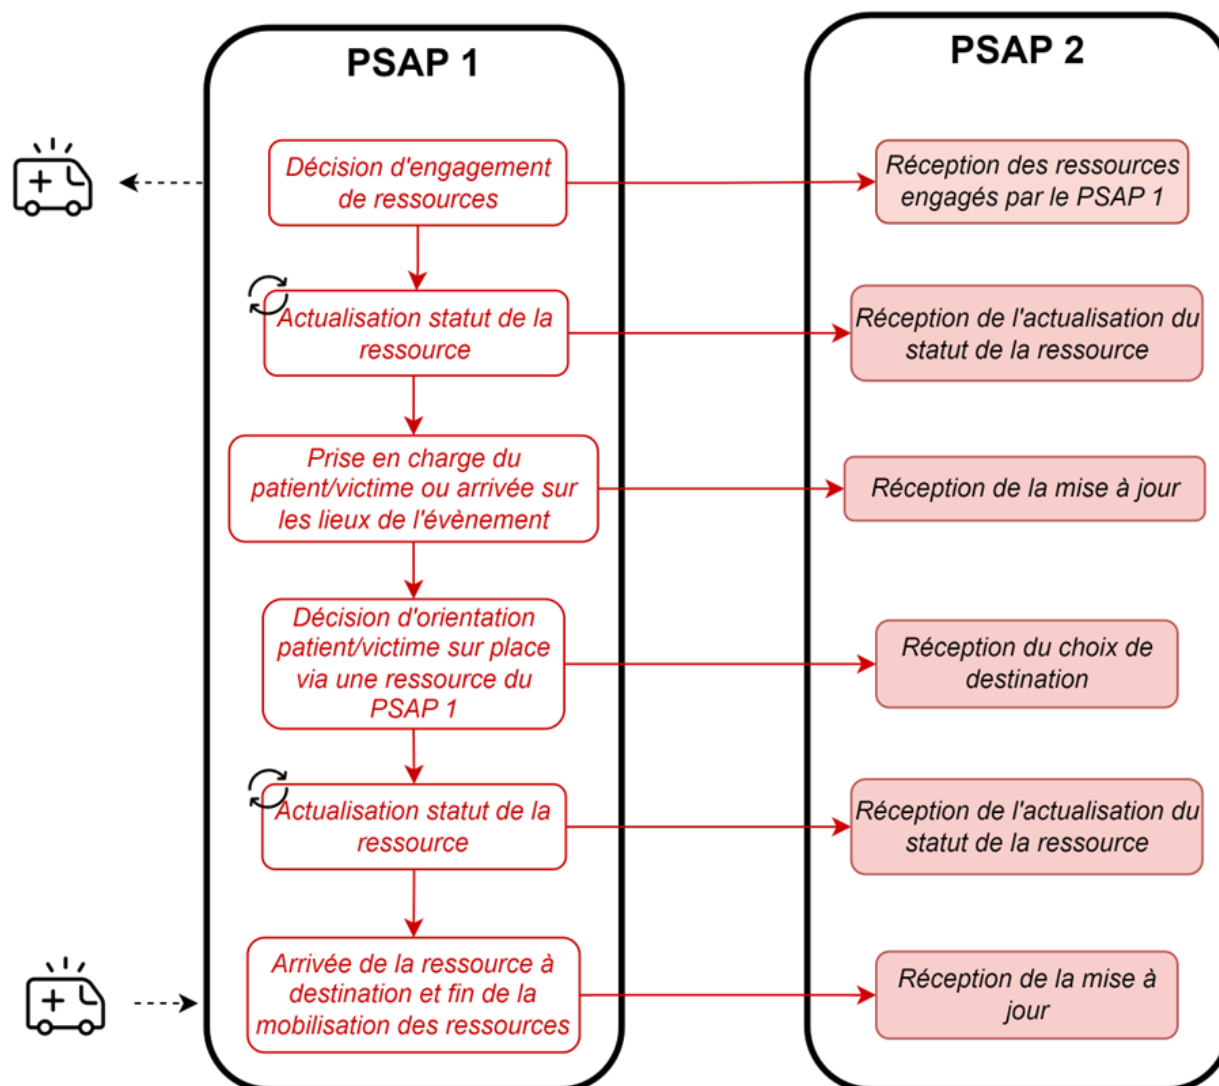 PSAP 1
PSAP 2
Décision d'engagement
de ressources
Réception des ressources
engagés par le PSAP 1
Actualisation statut de la
ressource
Réception de l'actualisation du
statut de la ressource
Prise en charge du
patient/victime ou arrivée sur
les lieux de l'évènement
Réception de la mise à jour
Décision d'orientation
patient/victime sur place
via une ressource du
PSAP 1
Réception du choix de
destination
Actualisation statut de la
ressource
Réception de l'actualisation du
statut de la ressource
Arrivée de la ressource à
destination et fin de la
mobilisation des ressources
Réception de la mise à
jour